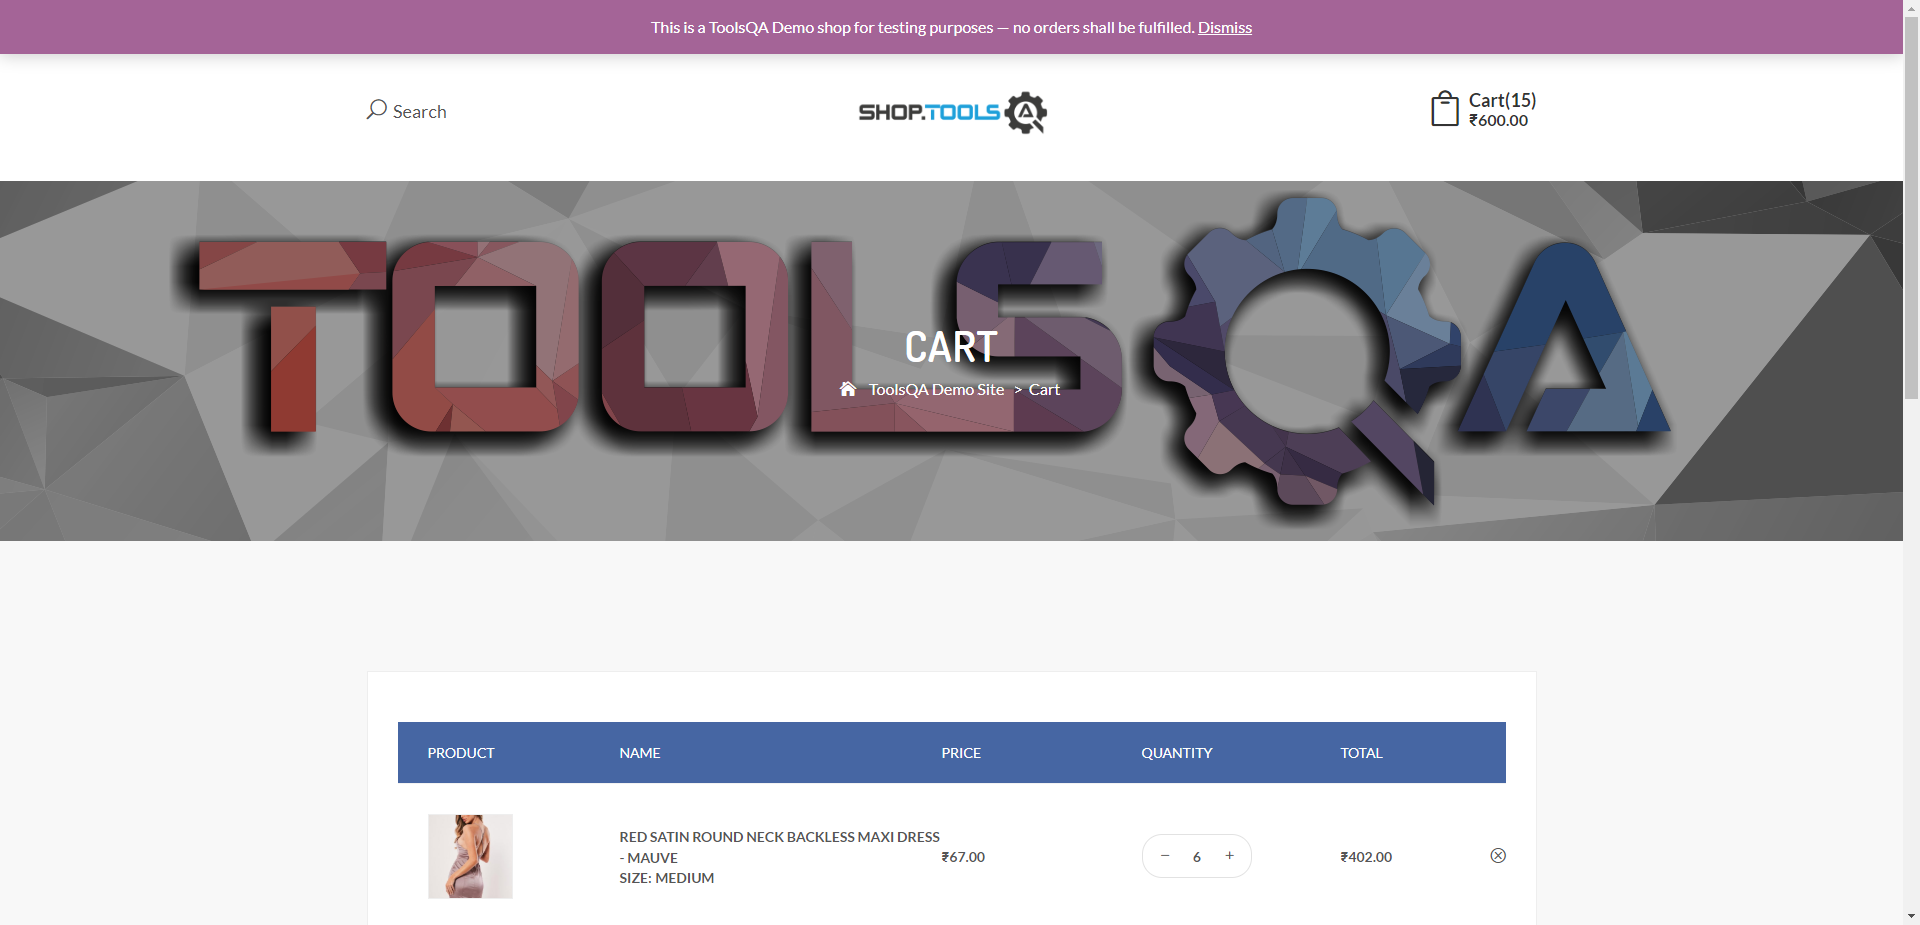 This is a ToolsQA Demo shop for testing purposes — no orders shall be fulfilled. Dismiss
Search
SHOP.TOOLS
Cart(15)
₹600.00
TOOLSQA
CART
ToolsQA Demo Site > Cart
PRODUCT NAME PRICE QUANTITY TOTAL
RED SATIN ROUND NECK BACKLESS MAXI DRESS
- MAUVE
SIZE: MEDIUM
₹67.00
− 6 +
₹402.00